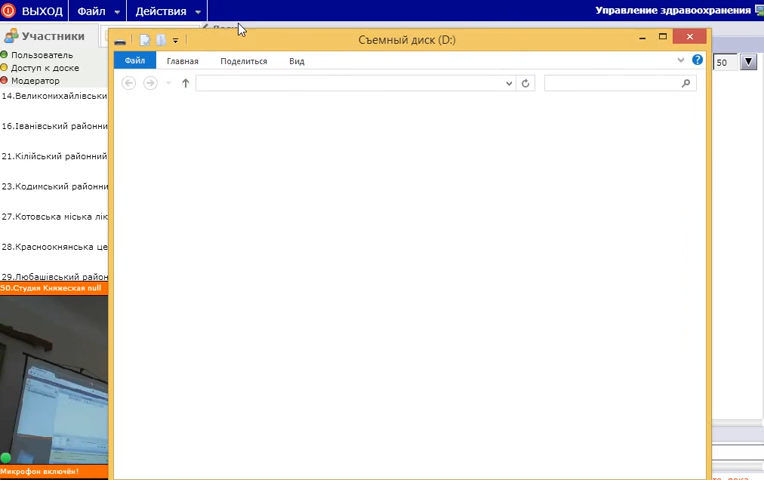 ВЫХОД Файл Действия Управление здравоохранения
Участники
Пользователь
Доступ к доске
Модератор
14.Великомихайлівськи
16.Іванівський районни
21.Кілійський районний
23.Кодимський районни
27.Котовська міська лік
28.Красноокнянська це
29.Любашівський район
50.Студия Княжеская null
Микрофон включён!
Съемный диск (D:)
Файл Главная Поделиться Вид
50